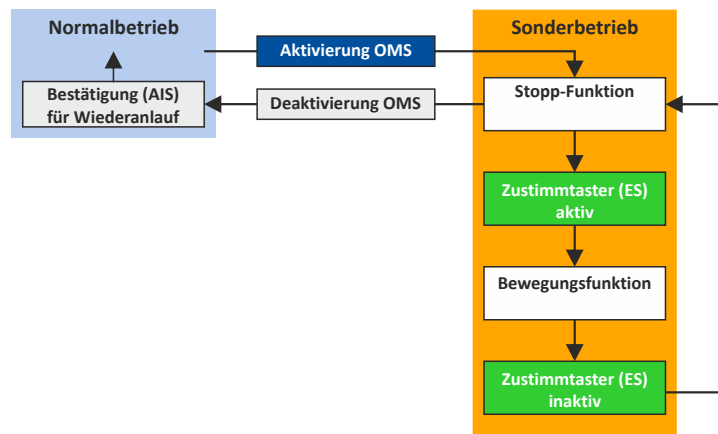 Normalbetrieb
Sonderbetrieb
Aktivierung OMS
Stopp-Funktion
Bestätigung (AIS)
für Wiederanlauf
Deaktivierung OMS
Zustimmtaster (ES)
aktiv
Bewegungsfunktion
Zustimmtaster (ES)
inaktiv